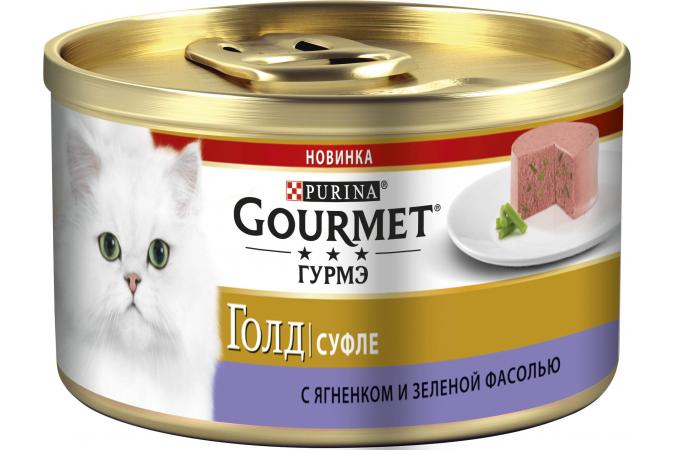 НОВИНКА
PURINA®
GOURMET®
ГУРМЭ
Голд | СУФЛЕ
С ЯГНЕНКОМ И ЗЕЛЕНОЙ ФАСОЛЬЮ